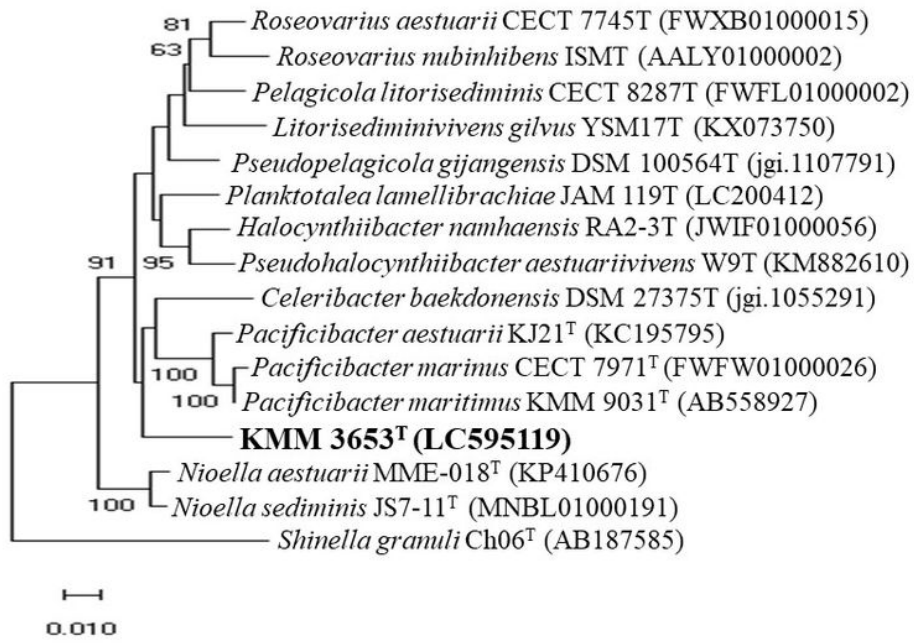 81
Roseovarius aestuarii CECT 7745T (FWXB01000015)
63
Roseovarius nubinhibens ISMT (AALY01000002)
Pelagicola litorisediminis CECT 8287T (FWFL01000002)
Litorisediminivivens gilvus YSM17T (KX073750)
Pseudopelagicola gijangensis DSM 100564T (jgi.1107791)
Planktotalea lamellibrachiae JAM 119T (LC200412)
Halocynthiibacter namhaensis RA2-3T (JWIF01000056)
91 95 Pseudohalocynthiibacter aestuariivivens W9T (KM882610)
Celeribacter baekdonensis DSM 27375T (jgi.1055291)
Pacificibacter aestuarii KJ21ᵀ (KC195795)
100 Pacificibacter marinus CECT 7971ᵀ (FWFW01000026)
100 Pacificibacter maritimus KMM 9031ᵀ (AB558927)
KMM 3653ᵀ (LC595119)
Nioella aestuarii MME-018ᵀ (KP410676)
100 Nioella sediminis JS7-11ᵀ (MNBL01000191)
Shinella granuli Ch06ᵀ (AB187585)
0.010